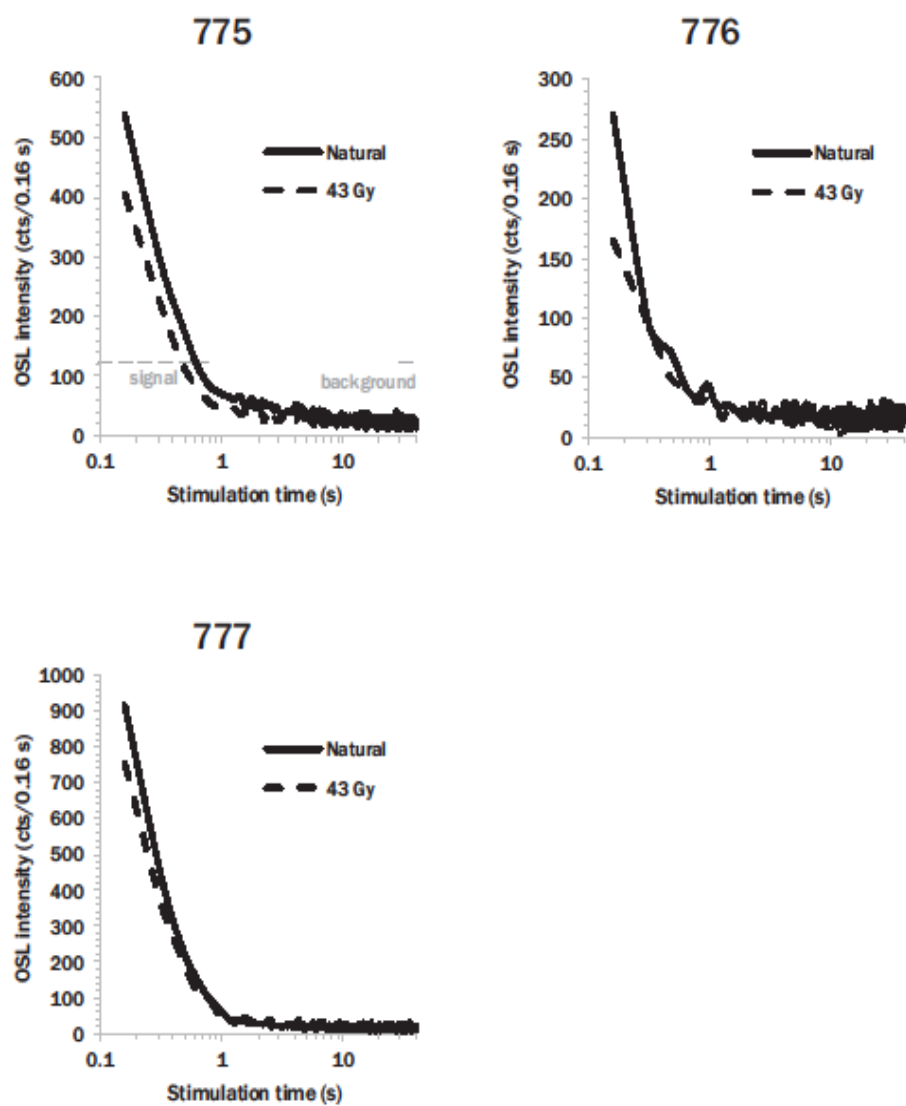 775
600
500
400
300
200
100
0
OSL intensity (cts/0.16 s)
Natural
43 Gy
signal
background
0.1 1 10
Stimulation time (s)
776
300
250
200
150
100
50
0
OSL intensity (cts/0.16 s)
Natural
43 Gy
0.1 1 10
Stimulation time (s)
777
1000
900
800
700
600
500
400
300
200
100
0
OSL intensity (cts/0.16 s)
Natural
43 Gy
0.1 1 10
Stimulation time (s)